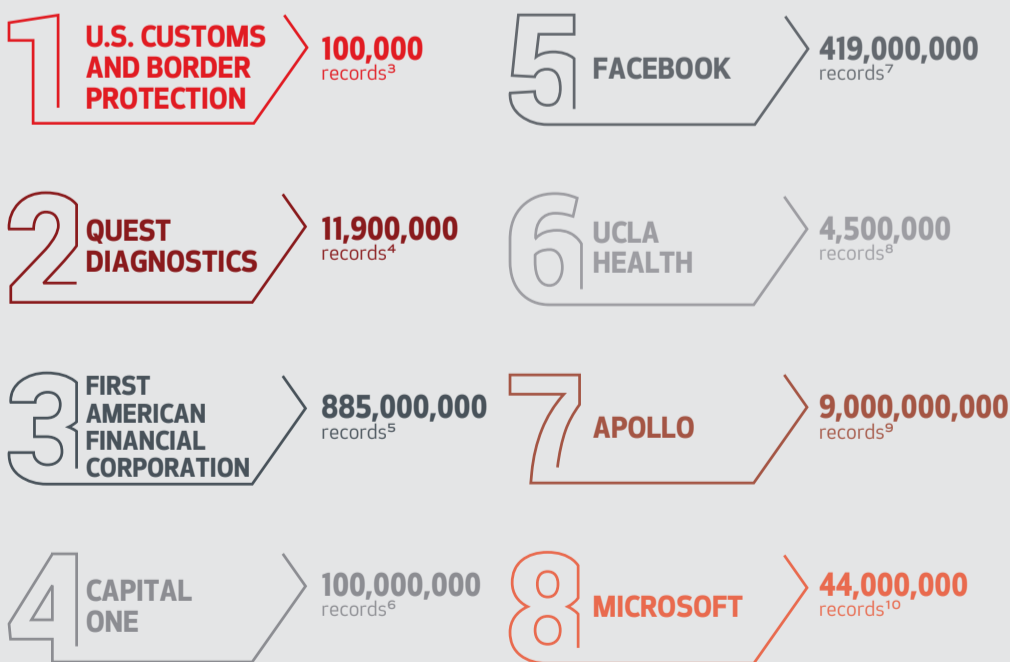 1
U.S. CUSTOMS
AND BORDER
PROTECTION
100,000
records³
2
QUEST
DIAGNOSTICS
11,900,000
records⁴
3
FIRST
AMERICAN
FINANCIAL
CORPORATION
885,000,000
records⁵
4
CAPITAL
ONE
100,000,000
records⁶
5
FACEBOOK
419,000,000
records⁷
6
UCLA
HEALTH
4,500,000
records⁸
7
APOLLO
9,000,000,000
records⁹
8
MICROSOFT
44,000,000
records¹⁰